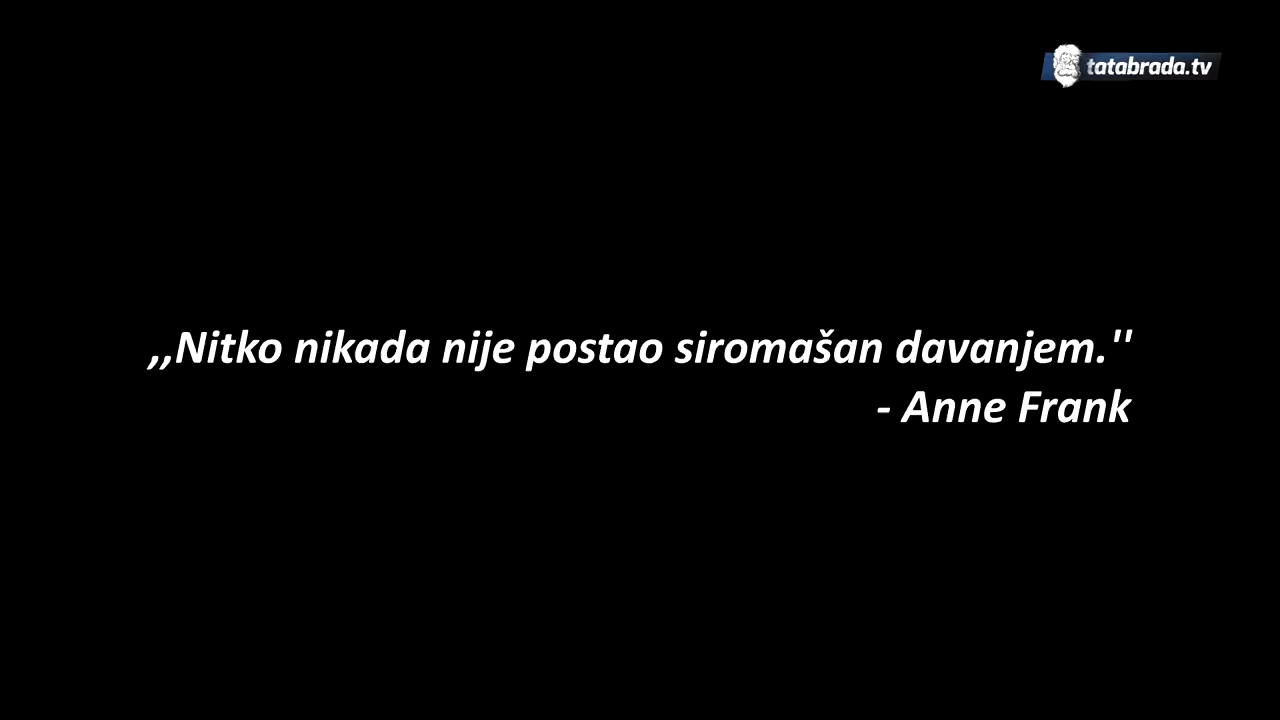 tatabrada.tv
,,Nitko nikada nije postao siromašan davanjem.''
- Anne Frank